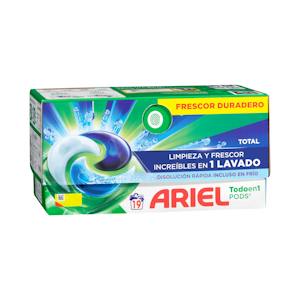 FRESCOR DURADERO
TOTAL
LIMPIEZA Y FRESCOR
INCREÍBLES EN 1 LAVADO
DISOLUCIÓN RÁPIDA INCLUSO EN FRÍO
19
ARIEL
Todoen1
PODS®